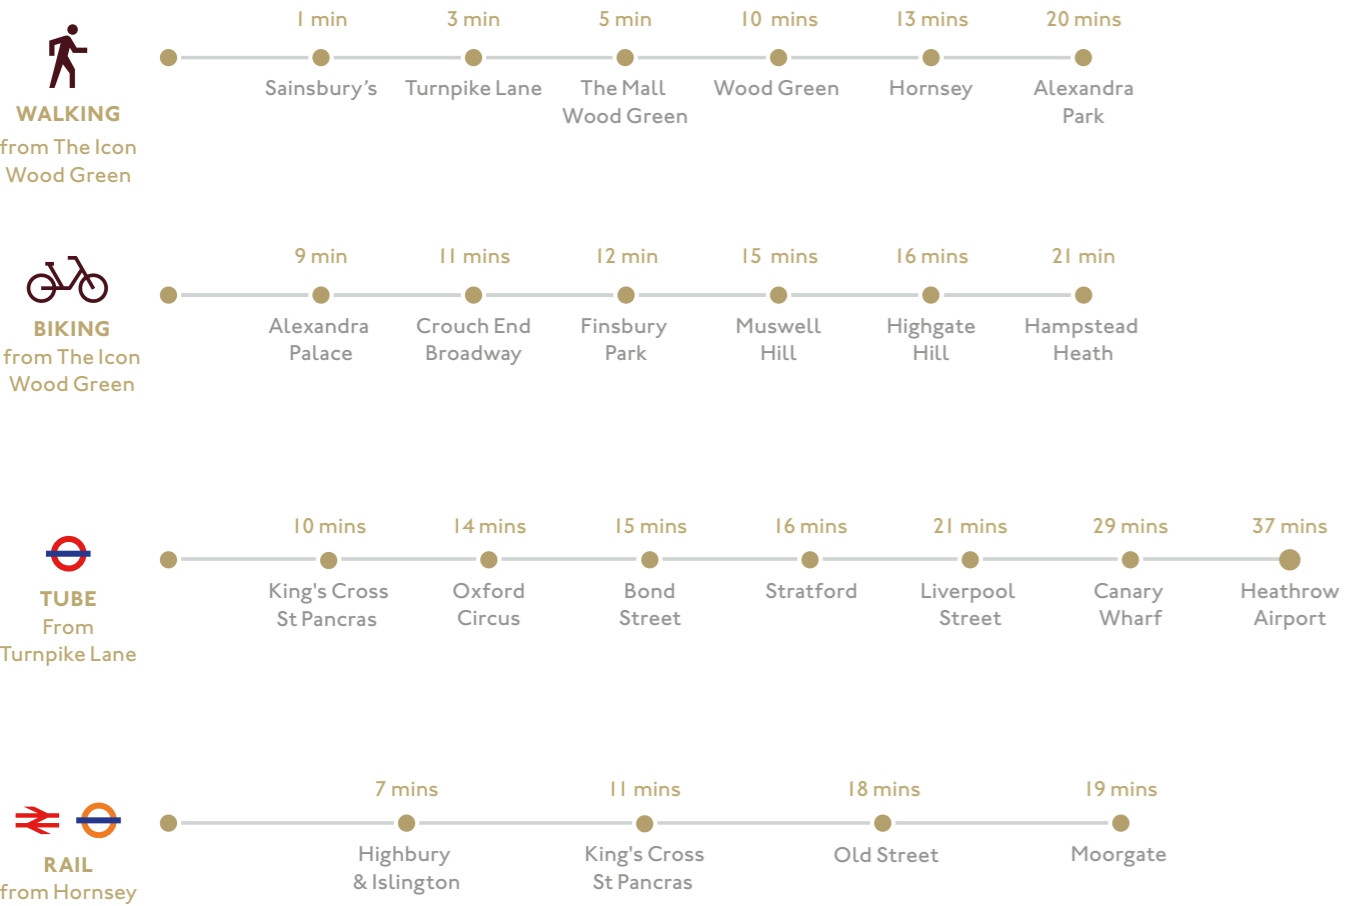 1 min 3 min 5 min 10 mins 13 mins 20 mins
Sainsbury's Turnpike Lane The Mall Wood Green Hornsey Alexandra
Wood Green Park
WALKING
from The Icon
Wood Green
9 min 11 mins 12 min 15 mins 16 mins 21 min
Alexandra Crouch End Finsbury Muswell Highgate Hampstead
Palace Broadway Park Hill Hill Heath
BIKING
from The Icon
Wood Green
10 mins 14 mins 15 mins 16 mins 21 mins 29 mins 37 mins
King's Cross Oxford Bond Stratford Liverpool Canary Heathrow
St Pancras Circus Street Street Wharf Airport
TUBE
From
Turnpike Lane
7 mins 11 mins 18 mins 19 mins
Highbury King's Cross Old Street Moorgate
& Islington St Pancras
RAIL
from Hornsey